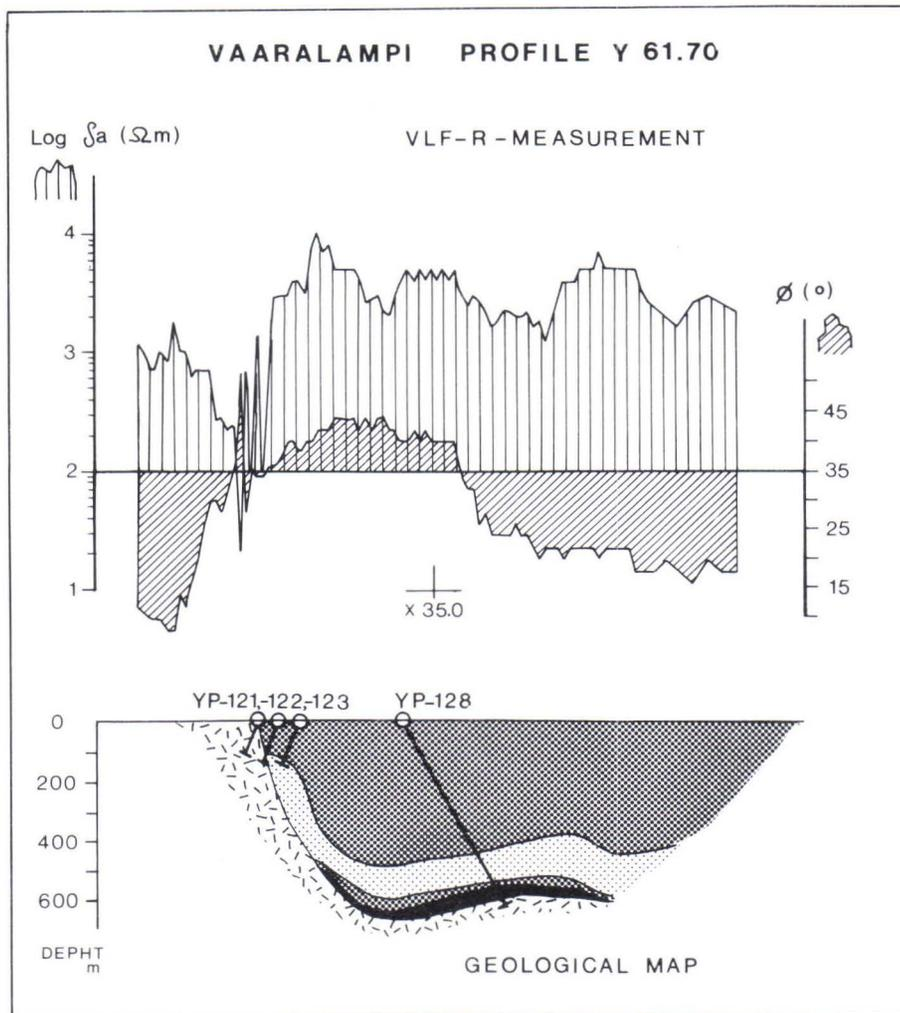 VAARALAMPI PROFILE Y 61.70
Log ρa (Ωm)
VLF-R-MEASUREMENT
4
3
2
1
Ø (o)
45
35
25
15
X 35.0
YP-121,-122,-123
YP-128
0
200
400
600
DEPHT
m
GEOLOGICAL MAP